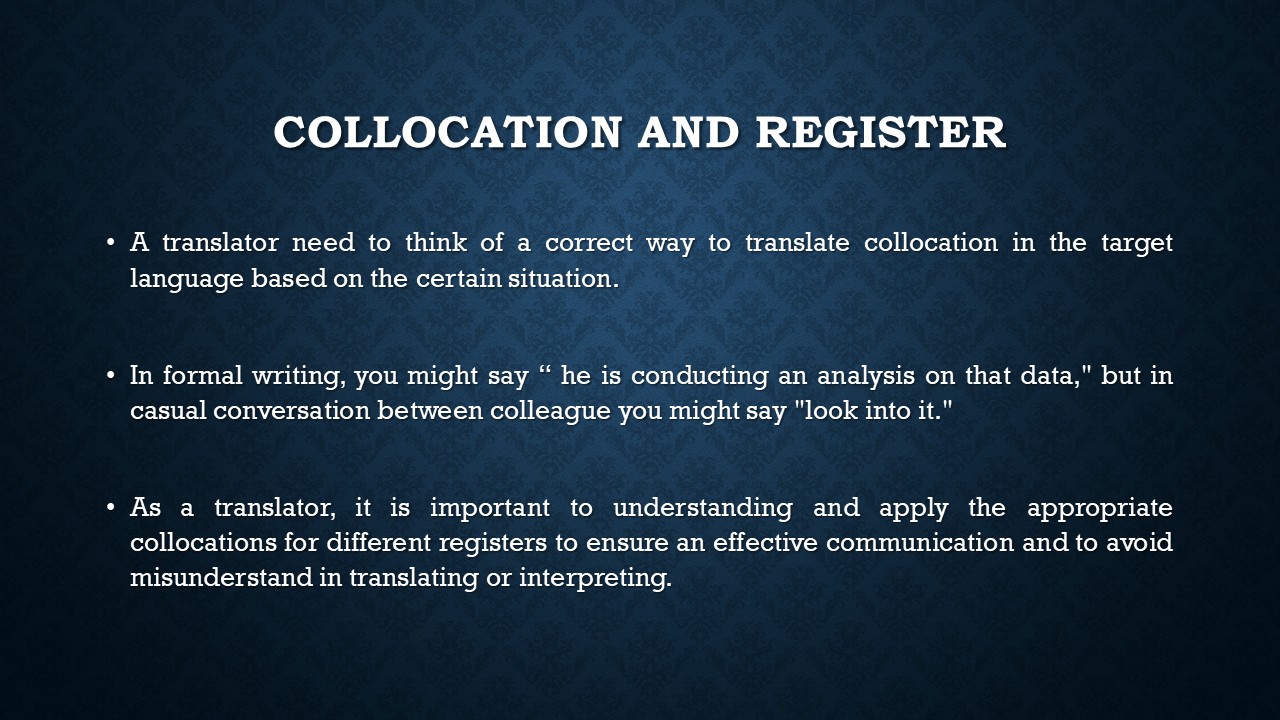 COLLOCATION AND REGISTER
• A translator need to think of a correct way to translate collocation in the target
language based on the certain situation.
• In formal writing, you might say “ he is conducting an analysis on that data," but in
casual conversation between colleague you might say "look into it."
• As a translator, it is important to understanding and apply the appropriate
collocations for different registers to ensure an effective communication and to avoid
misunderstand in translating or interpreting.